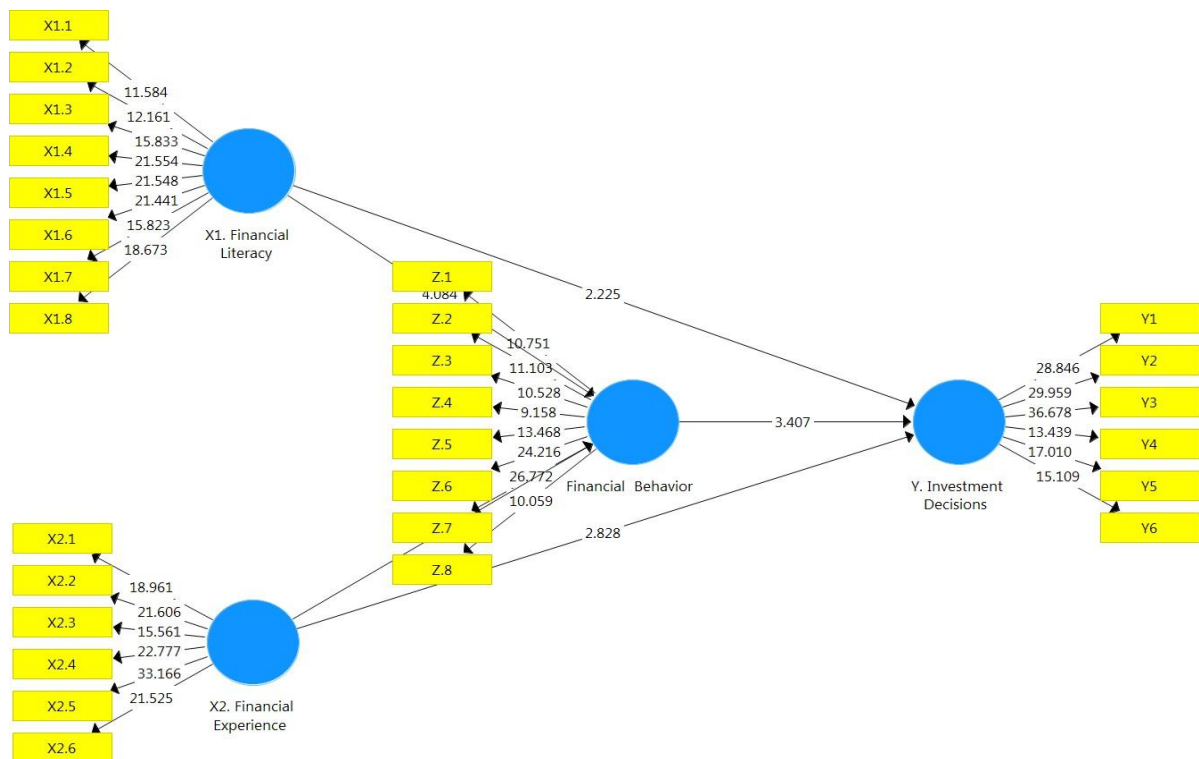 X1.1
X1.2
X1.3
X1.4
X1.5
X1.6
X1.7
X1.8
11.584
12.161
15.833
21.554
21.548
21.441
15.823
18.673
X1. Financial
Literacy
2.225
4.084
Z.1
Z.2
Z.3
Z.4
Z.5
Z.6
Z.7
Z.8
10.751
11.103
10.528
9.158
13.468
24.216
26.772
10.059
Financial Behavior
3.407
2.828
X2.1
X2.2
X2.3
X2.4
X2.5
X2.6
18.961
21.606
15.561
22.777
33.166
21.525
X2. Financial
Experience
Y. Investment
Decisions
28.846
29.959
36.678
13.439
17.010
15.109
Y1
Y2
Y3
Y4
Y5
Y6